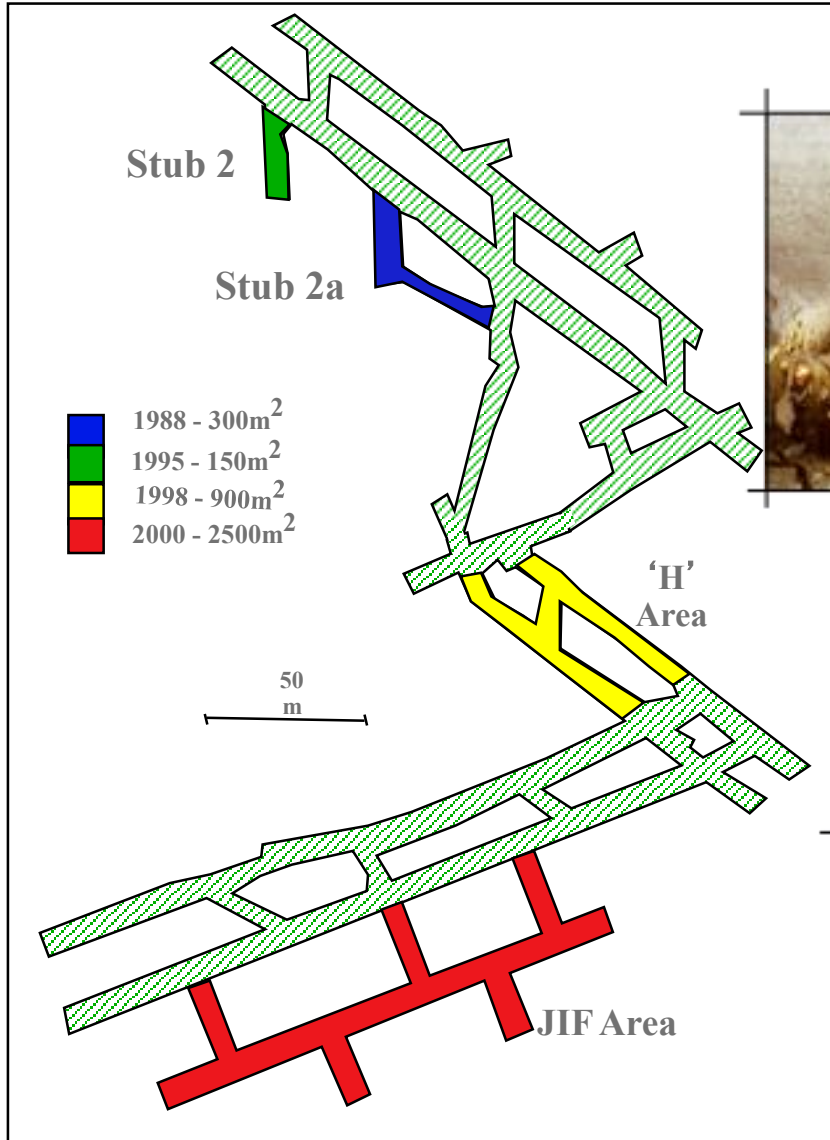 Stub 2
Stub 2a
1988 - 300m²
1995 - 150m²
1998 - 900m²
2000 - 2500m²
‘H’
Area
50
m
JIF Area